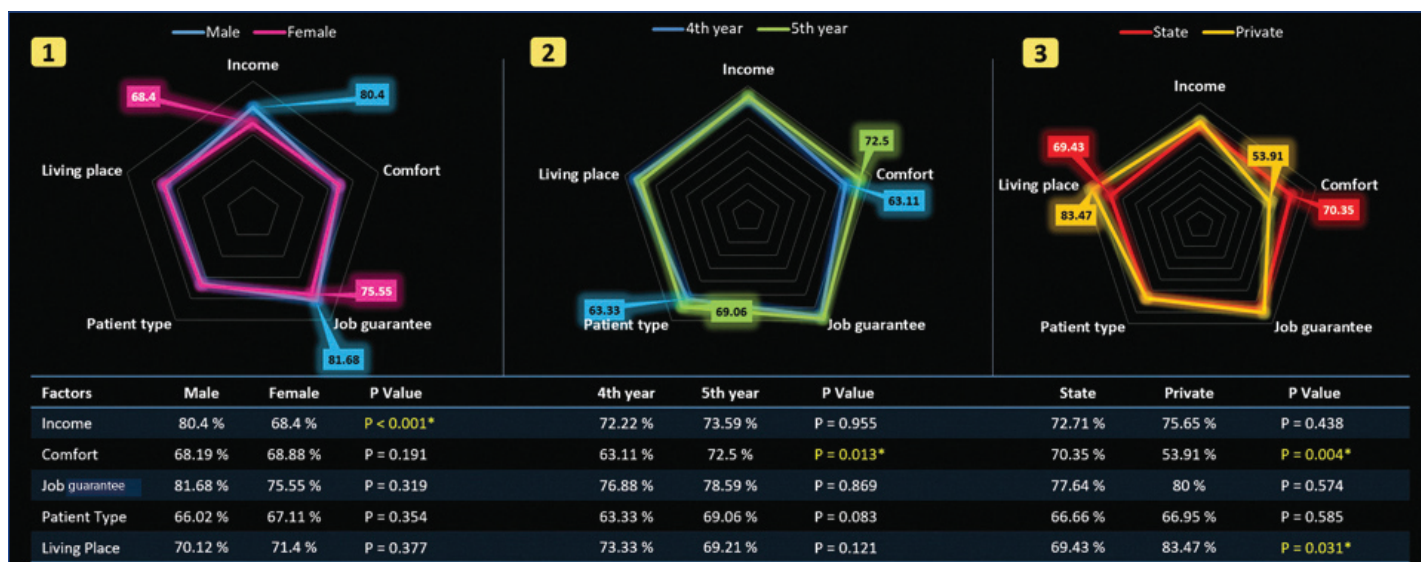 1
Male Female
Income
68.4
80.4
Living place
Comfort
75.55
Patient type
Job guarantee
81.68
2
4th year 5th year
Income
72.5
Living place
Comfort
63.11
63.33
69.06
Patient type
Job guarantee
3
State Private
Income
69.43
53.91
Living place
Comfort
83.47
70.35
Patient type
Job guarantee
Factors Male Female P Value 4th year 5th year P Value State Private P Value
Income 80.4 % 68.4 % P < 0.001* 72.22 % 73.59 % P = 0.955 72.71 % 75.65 % P = 0.438
Comfort 68.19 % 68.88 % P = 0.191 63.11 % 72.5 % P = 0.013* 70.35 % 53.91 % P = 0.004*
Job guarantee 81.68 % 75.55 % P = 0.319 76.88 % 78.59 % P = 0.869 77.64 % 80 % P = 0.574
Patient Type 66.02 % 67.11 % P = 0.354 63.33 % 69.06 % P = 0.083 66.66 % 66.95 % P = 0.585
Living Place 70.12 % 71.4 % P = 0.377 73.33 % 69.21 % P = 0.121 69.43 % 83.47 % P = 0.031*